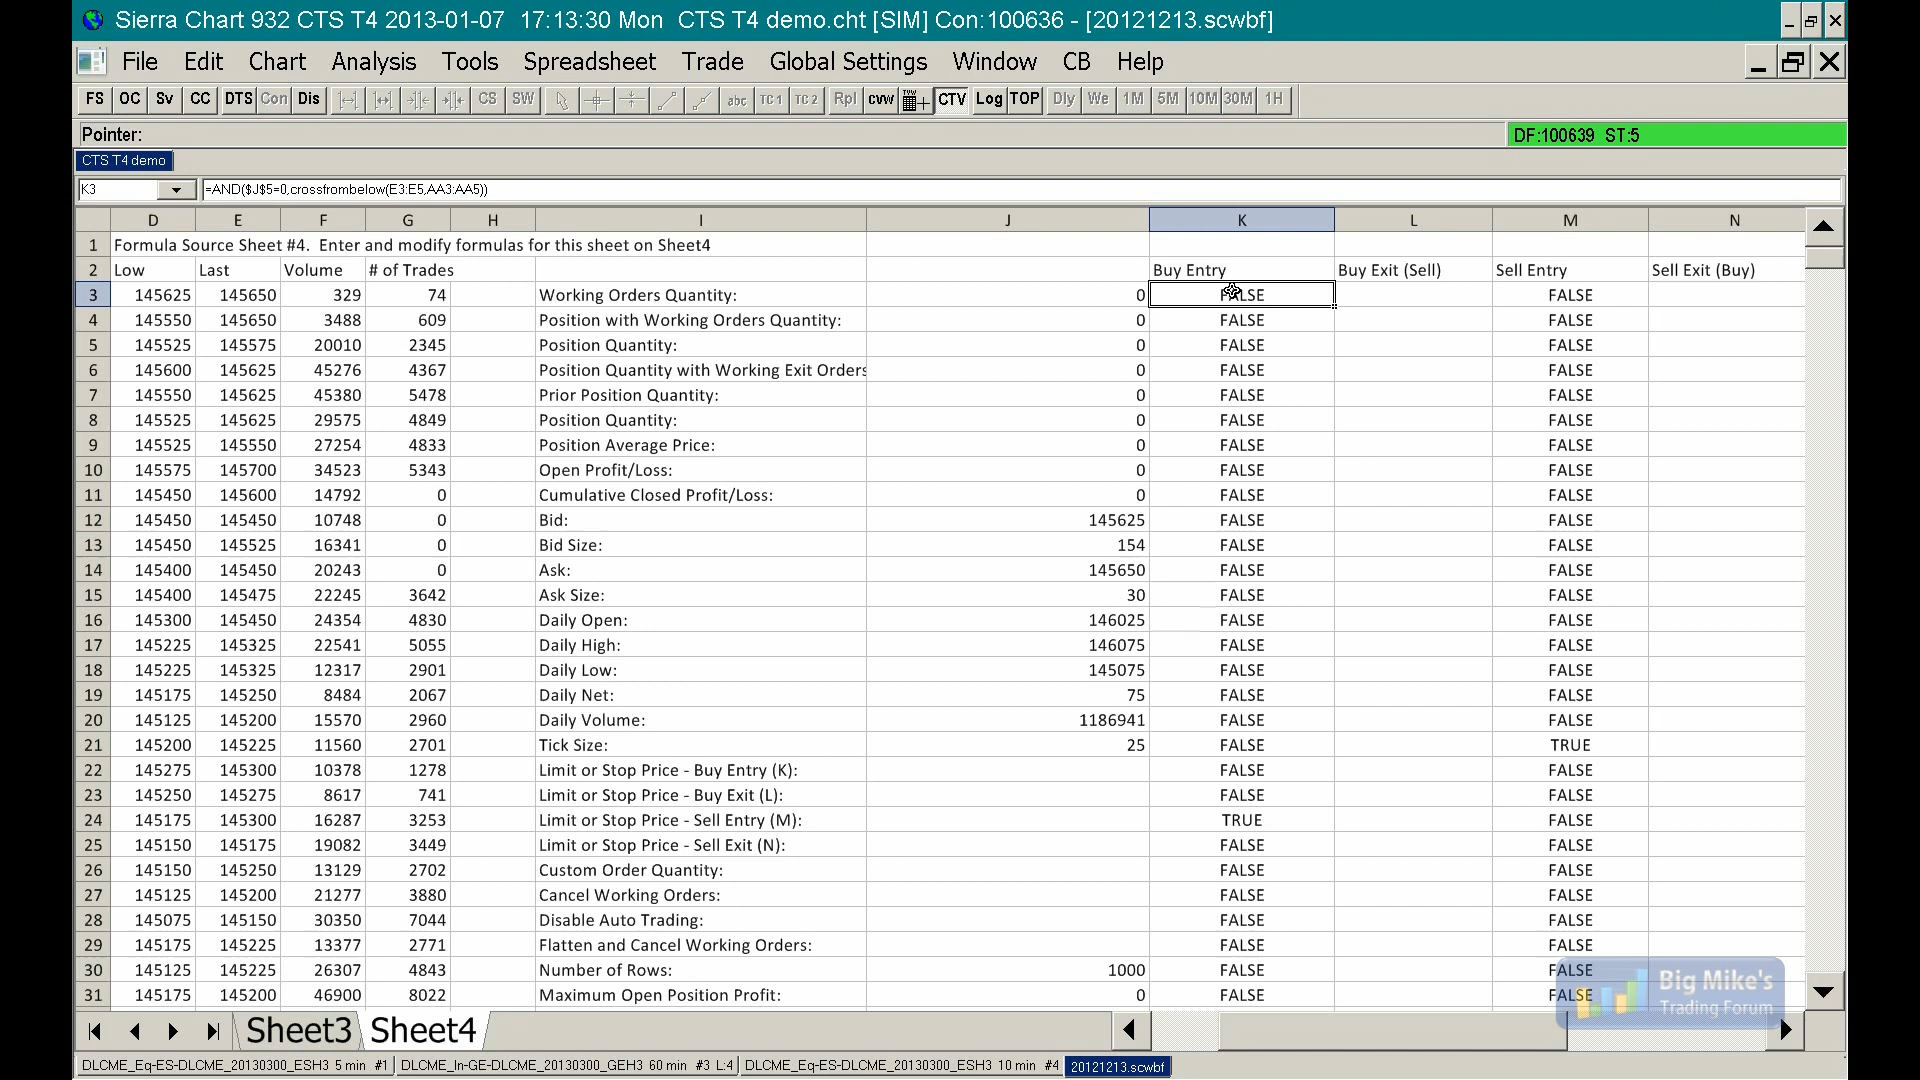 Sierra Chart 932 CTS T4 2013-01-07 17:13:30 Mon CTS T4 demo.cht [SIM] Con:100636 - [20121213.scwbf]
File Edit Chart Analysis Tools Spreadsheet Trade Global Settings Window CB Help
FS OC Sv CC DTS Con Dis CS SW abc TC1 TC2 Rpl CVW TVW CTV Log TOP Dly We 1M 5M 10M 30M 1H
Pointer: DF:100639 ST:5
CTS T4 demo
K3 =AND($J$5=0,crossfrombelow(E3:E5,AA3:AA5))
D E F G H I J K L M N
1 Formula Source Sheet #4. Enter and modify formulas for this sheet on Sheet4
2 Low Last Volume # of Trades Buy Entry Buy Exit (Sell) Sell Entry Sell Exit (Buy)
3 145625 145650 329 74 Working Orders Quantity: 0 FALSE FALSE
4 145550 145650 3488 609 Position with Working Orders Quantity: 0 FALSE FALSE
5 145525 145575 20010 2345 Position Quantity: 0 FALSE FALSE
6 145600 145625 45276 4367 Position Quantity with Working Exit Orders 0 FALSE FALSE
7 145550 145625 45380 5478 Prior Position Quantity: 0 FALSE FALSE
8 145525 145625 29575 4849 Position Quantity: 0 FALSE FALSE
9 145525 145550 27254 4833 Position Average Price: 0 FALSE FALSE
10 145575 145700 34523 5343 Open Profit/Loss: 0 FALSE FALSE
11 145450 145600 14792 0 Cumulative Closed Profit/Loss: 0 FALSE FALSE
12 145450 145450 10748 0 Bid: 145625 FALSE FALSE
13 145450 145525 16341 0 Bid Size: 154 FALSE FALSE
14 145400 145450 20243 0 Ask: 145650 FALSE FALSE
15 145400 145475 22245 3642 Ask Size: 30 FALSE FALSE
16 145300 145450 24354 4830 Daily Open: 146025 FALSE FALSE
17 145225 145325 22541 5055 Daily High: 146075 FALSE FALSE
18 145225 145325 12317 2901 Daily Low: 145075 FALSE FALSE
19 145175 145250 8484 2067 Daily Net: 75 FALSE FALSE
20 145125 145200 15570 2960 Daily Volume: 1186941 FALSE FALSE
21 145200 145225 11560 2701 Tick Size: 25 FALSE TRUE
22 145275 145300 10378 1278 Limit or Stop Price - Buy Entry (K): FALSE FALSE
23 145250 145275 8617 741 Limit or Stop Price - Buy Exit (L): FALSE FALSE
24 145175 145300 16287 3253 Limit or Stop Price - Sell Entry (M): TRUE FALSE
25 145150 145175 19082 3449 Limit or Stop Price - Sell Exit (N): FALSE FALSE
26 145150 145250 13129 2702 Custom Order Quantity: FALSE FALSE
27 145125 145200 21277 3880 Cancel Working Orders: FALSE FALSE
28 145075 145150 30350 7044 Disable Auto Trading: FALSE FALSE
29 145175 145225 13377 2771 Flatten and Cancel Working Orders: FALSE FALSE
30 145125 145225 26307 4843 Number of Rows: 1000 FALSE FALSE
31 145175 145200 46900 8022 Maximum Open Position Profit: 0 FALSE FALSE
Big Mike's
Trading Forum
Sheet3 Sheet4
DLCME_Eq-ES-DLCME_20130300_ESH3 5 min #1 DLCME_In-GE-DLCME_20130300_GEH3 60 min #3 L:4 DLCME_Eq-ES-DLCME_20130300_ESH3 10 min #4 20121213.scwbf